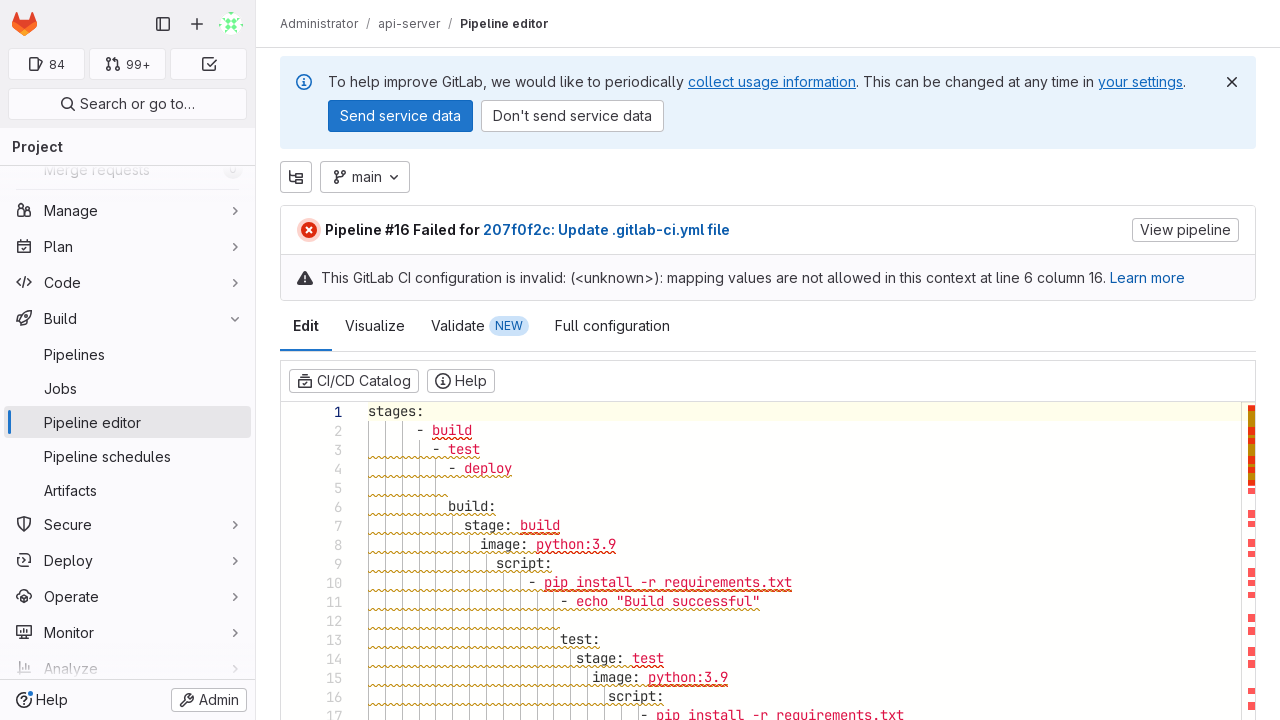 Administrator / api-server / Pipeline editor
84
99+
Search or go to…
Project
Merge requests
Manage
Plan
Code
Build
Pipelines
Jobs
Pipeline editor
Pipeline schedules
Artifacts
Secure
Deploy
Operate
Monitor
Analyze
Help
Admin
To help improve GitLab, we would like to periodically collect usage information. This can be changed at any time in your settings.
Send service data
Don't send service data
main
Pipeline #16 Failed for 207f0f2c: Update .gitlab-ci.yml file
View pipeline
This GitLab CI configuration is invalid: (<unknown>): mapping values are not allowed in this context at line 6 column 16. Learn more
Edit
Visualize
Validate NEW
Full configuration
CI/CD Catalog
Help
1 stages:
2 - build
3 - test
4 - deploy
5
6 build:
7 stage: build
8 image: python:3.9
9 script:
10 - pip install -r requirements.txt
11 - echo "Build successful"
12
13 test:
14 stage: test
15 image: python:3.9
16 script:
17 - pip install -r requirements.txt